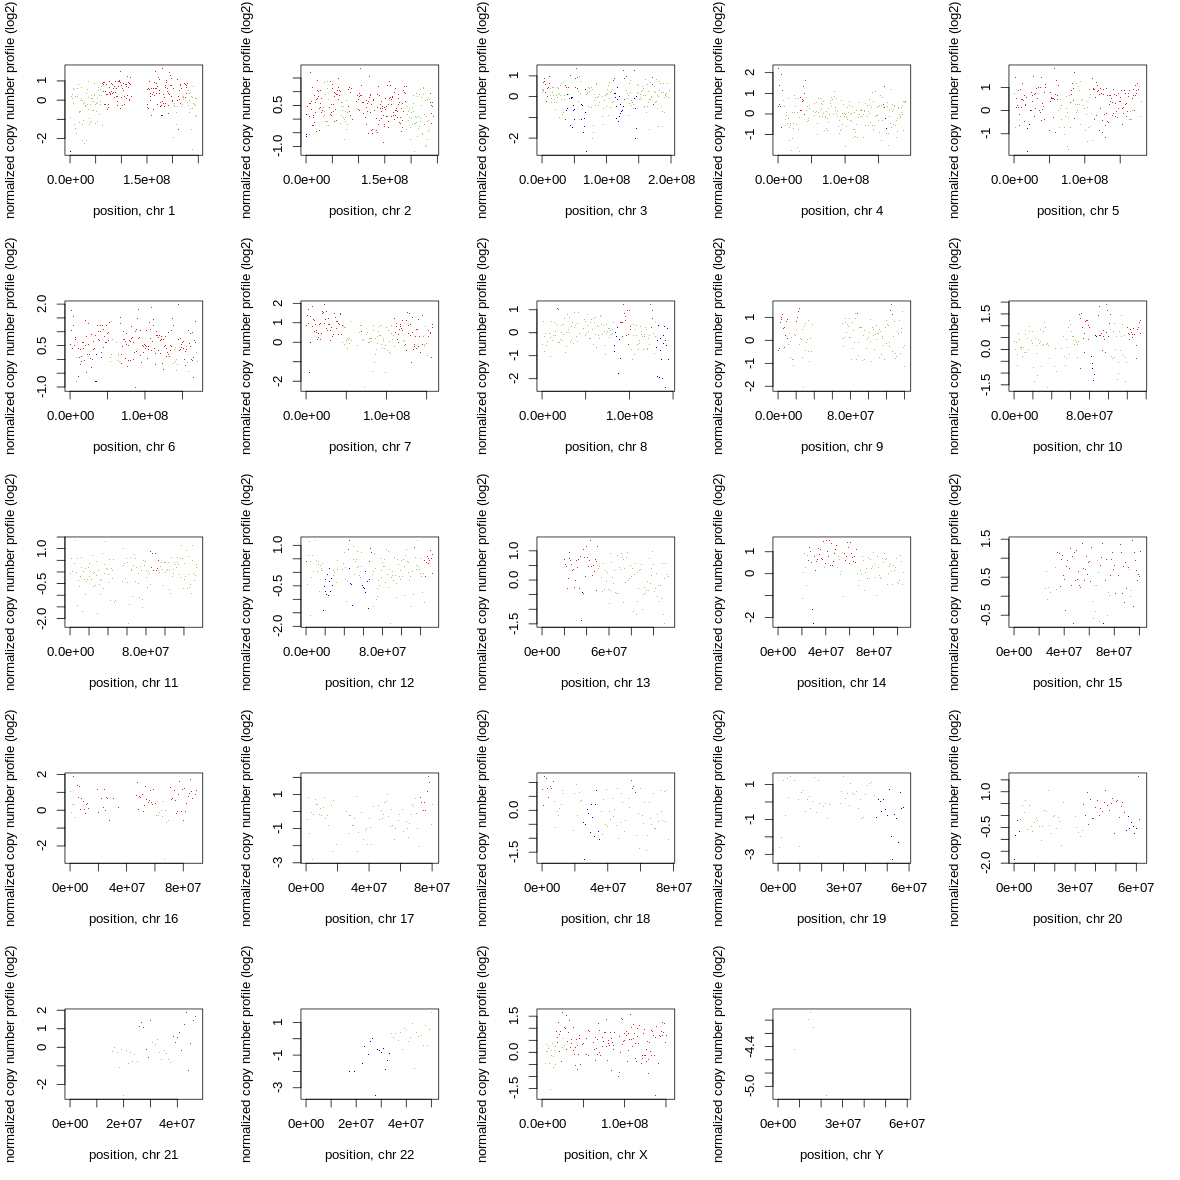 normalized copy number profile (log2)
1
0
-2
0.0e+00 1.5e+08
position, chr 1
normalized copy number profile (log2)
0.5
-1.0
0.0e+00 1.5e+08
position, chr 2
normalized copy number profile (log2)
1
0
-2
0.0e+00 1.0e+08 2.0e+08
position, chr 3
normalized copy number profile (log2)
2
1
0
-1
0.0e+00 1.0e+08
position, chr 4
normalized copy number profile (log2)
1
0
-1
0.0e+00 1.0e+08
position, chr 5
normalized copy number profile (log2)
2.0
0.5
-1.0
0.0e+00 1.0e+08
position, chr 6
normalized copy number profile (log2)
2
1
0
-2
0.0e+00 1.0e+08
position, chr 7
normalized copy number profile (log2)
1
0
-1
-2
0.0e+00 1.0e+08
position, chr 8
normalized copy number profile (log2)
1
0
-1
-2
0.0e+00 8.0e+07
position, chr 9
normalized copy number profile (log2)
1.5
0.0
-1.5
0.0e+00 8.0e+07
position, chr 10
normalized copy number profile (log2)
1.0
-0.5
-2.0
0.0e+00 8.0e+07
position, chr 11
normalized copy number profile (log2)
1.0
-0.5
-2.0
0.0e+00 8.0e+07
position, chr 12
normalized copy number profile (log2)
1.0
0.0
-1.5
0e+00 6e+07
position, chr 13
normalized copy number profile (log2)
1
0
-2
0e+00 4e+07 8e+07
position, chr 14
normalized copy number profile (log2)
1.5
0.5
-0.5
0e+00 4e+07 8e+07
position, chr 15
normalized copy number profile (log2)
2
0
-2
0e+00 4e+07 8e+07
position, chr 16
normalized copy number profile (log2)
1
-1
-3
0e+00 4e+07 8e+07
position, chr 17
normalized copy number profile (log2)
0.0
-1.5
0e+00 4e+07 8e+07
position, chr 18
normalized copy number profile (log2)
1
-1
-3
0e+00 3e+07 6e+07
position, chr 19
normalized copy number profile (log2)
1.0
-0.5
-2.0
0e+00 3e+07 6e+07
position, chr 20
normalized copy number profile (log2)
2
1
0
-2
0e+00 2e+07 4e+07
position, chr 21
normalized copy number profile (log2)
1
-1
-3
0e+00 2e+07 4e+07
position, chr 22
normalized copy number profile (log2)
1.5
0.0
-1.5
0.0e+00 1.0e+08
position, chr X
normalized copy number profile (log2)
-4.4
-5.0
0e+00 3e+07 6e+07
position, chr Y